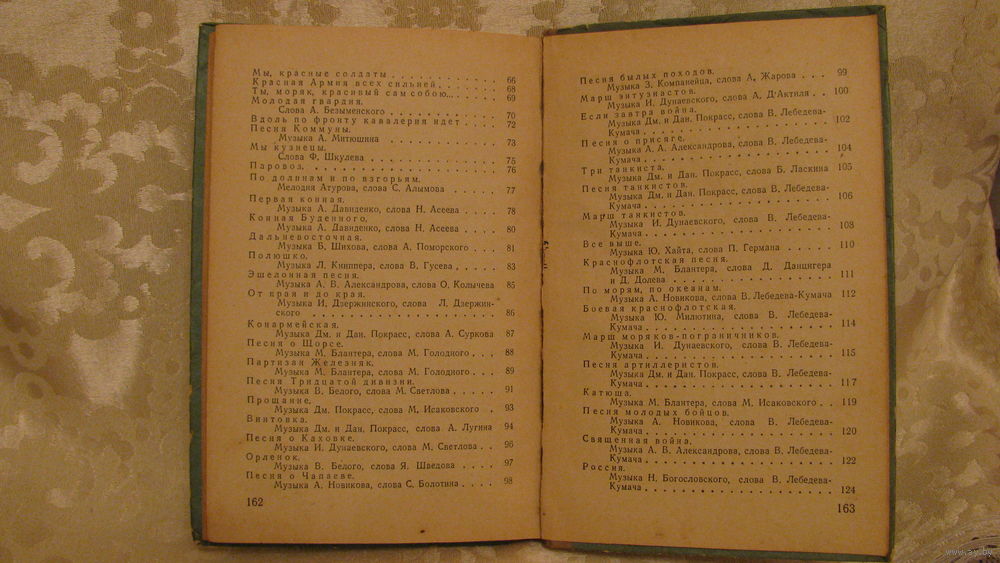 Мы, красные солдаты . . . . . . . . . . . . 66
Красная Армия всех сильней. . . . . . . 68
Ты, моряк, красивый сам собою... . . . . 69
Молодая гвардия.
Слова А. Безыменского . . . . . . . . . . . 70
Вдоль по фронту кавалерия идет . . . . 72
Песня Коммуны.
Музыка А. Митюшина . . . . . . . . . . . . 73
Мы кузнецы.
Слова Ф. Шкулева . . . . . . . . . . . . . 75
Паровоз. . . . . . . . . . . . . . . . . . . 76
По долинам и по взгорьям.
Мелодия Атурова, слова С. Алымова . . . . 77
Первая конная.
Музыка А. Давиденко, слова Н. Асеева . . . . 78
Конная Буденного.
Музыка А. Давиденко, слова Н. Асеева . . . . 80
Дальневосточная.
Музыка Б. Шихова, слова А. Поморского . . . 81
Полюшко.
Музыка Л. Книппера, слова В. Гусева . . . . 83
Эшелонная песня.
Музыка А. В. Александрова, слова О. Колычева 85
От края и до края.
Музыка И. Дзержинского, слова Л. Дзержин-
ского . . . . . . . . . . . . . . . . . . 86
Конармейская.
Музыка Дм. и Дан. Покрасс, слова А. Суркова 87
Песня о Щорсе.
Музыка М. Блантера, слова М. Голодного . . . 88
Партизан Железняк.
Музыка М. Блантера, слова М. Голодного . . . 89
Песня Тридцатой дивизии.
Музыка В. Белого, слова М. Светлова . . . . 91
Прощание.
Музыка Дм. Покрасс, слова М. Исаковского . 93
Винтовка.
Музыка Дм. и Дан. Покрасс, слова А. Лугина 94
Песня о Каховке.
Музыка И. Дунаевского, слова М. Светлова . . 96
Орленок.
Музыка В. Белого, слова Я. Шведова . . . . 97
Песня о Чапаеве.
Музыка А. Новикова, слова С. Болотина . . . . 98
162
Песня былых походов.
Музыка З. Компанейца, слова А. Жарова . . . 99
Марш энтузиастов.
Музыка И. Дунаевского, слова А. Д'Актиля . . 100
Если завтра война.
Музыка Дм. и Дан. Покрасс, слова В. Лебедева-
Кумача . . . . . . . . . . . . . . . . . 102
Песня о присяге.
Музыка А. А. Александрова, слова В. Лебедева-
Кумача . . . . . . . . . . . . . . . . . 104
Три танкиста.
Музыка Дм. и Дан. Покрасс, слова Б. Ласкина 105
Песня танкистов.
Музыка Дм. и Дан. Покрасс, слова В. Лебедева-
Кумача . . . . . . . . . . . . . . . . . 106
Марш танкистов.
Музыка И. Дунаевского, слова В. Лебедева-
Кумача . . . . . . . . . . . . . . . . . 108
Все выше.
Музыка Ю. Хайта, слова П. Германа . . . . . 110
Краснофлотская песня.
Музыка М. Блантера, слова Д. Данцигера
и Д. Долева . . . . . . . . . . . . . . . 111
По морям, по океанам.
Музыка А. Новикова, слова В. Лебедева-Кумача 112
Боевая краснофлотская.
Музыка Ю. Милютина, слова В. Лебедева-
Кумача . . . . . . . . . . . . . . . . . 114
Марш моряков-пограничников.
Музыка И. Дунаевского, слова В. Лебедева-
Кумача . . . . . . . . . . . . . . . . . 115
Песня артиллеристов.
Музыка Дм. и Дан. Покрасс, слова В. Лебедева-
Кумача . . . . . . . . . . . . . . . . . 117
Катюша.
Музыка М. Блантера, слова М. Исаковского . . 119
Песня молодых бойцов.
Музыка А. Новикова, слова В. Лебедева-
Кумача . . . . . . . . . . . . . . . . . 120
Священная война.
Музыка А. В. Александрова, слова В. Лебедева-
Кумача . . . . . . . . . . . . . . . . . 122
Россия.
Музыка Н. Богословского, слова В. Лебедева-
Кумача . . . . . . . . . . . . . . . . . 124
163
www.ay.by